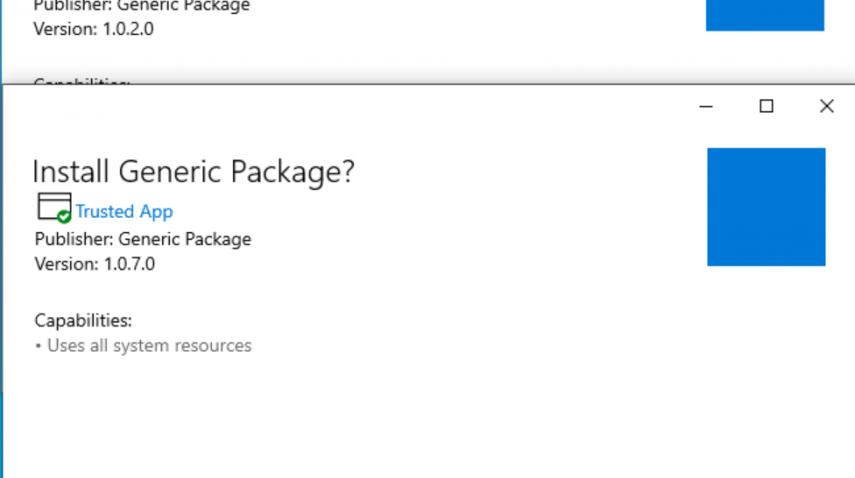 Publisher: Generic Package
Version: 1.0.2.0
Capabilities:
Install Generic Package?
Trusted App
Publisher: Generic Package
Version: 1.0.7.0
Capabilities:
• Uses all system resources